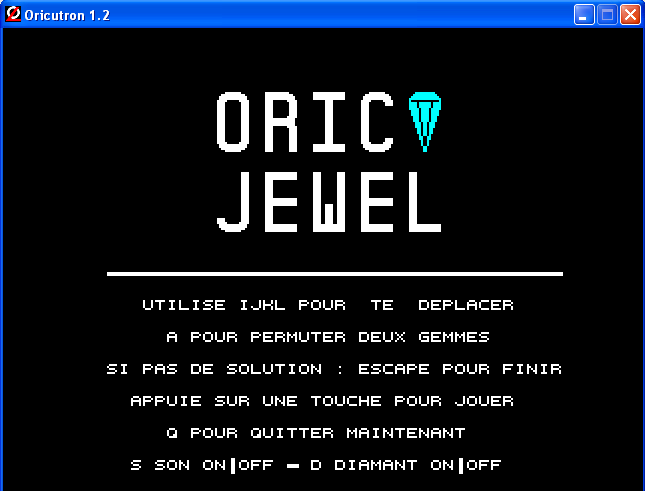 Oricutron 1.2
ORIC
JEWEL
UTILISE IJKL POUR  TE  DEPLACER
A POUR PERMUTER DEUX GEMMES
SI PAS DE SOLUTION : ESCAPE POUR FINIR
APPUIE SUR UNE TOUCHE POUR JOUER
Q POUR QUITTER MAINTENANT
S SON ON|OFF – D DIAMANT ON|OFF